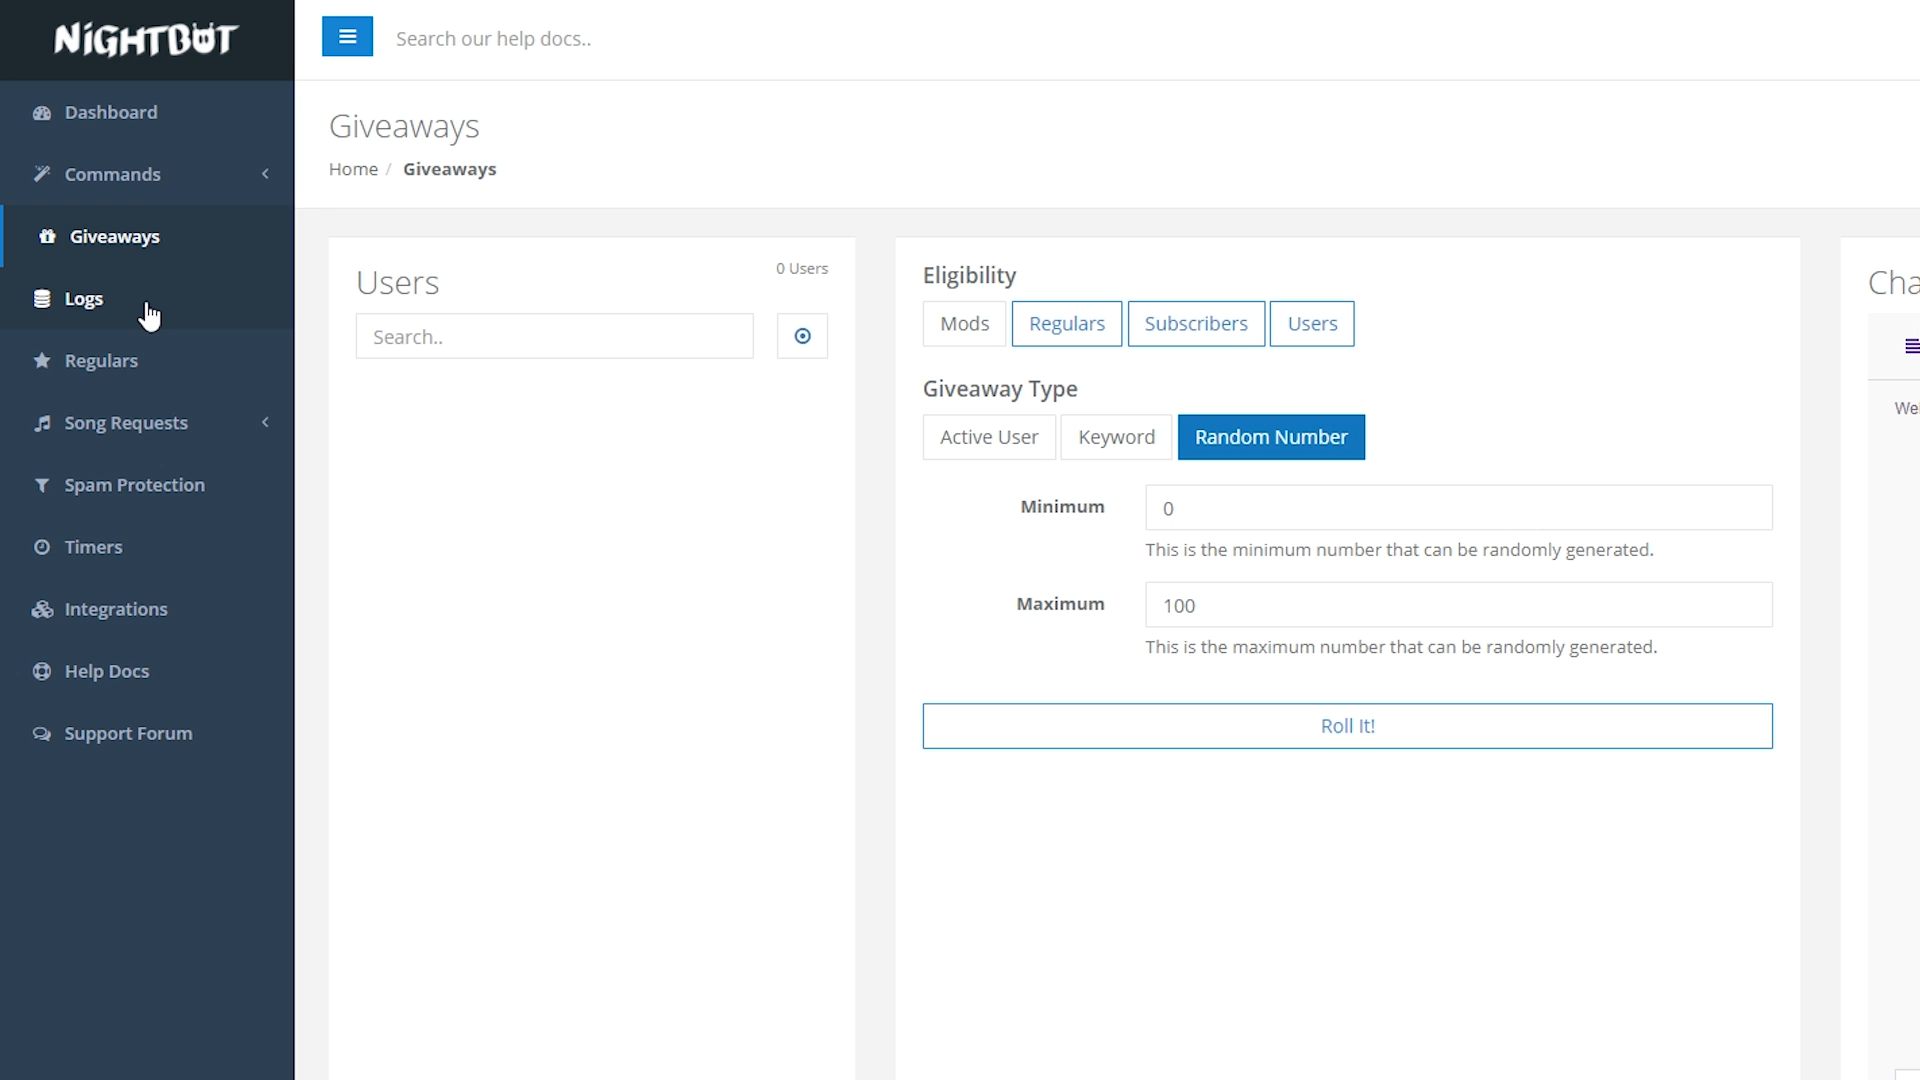 NiGHTBOT
Search our help docs..
Dashboard
Commands
Giveaways
Logs
Regulars
Song Requests
Spam Protection
Timers
Integrations
Help Docs
Support Forum
Giveaways
Home / Giveaways
Users
0 Users
Search..
Eligibility
Mods Regulars Subscribers Users
Giveaway Type
Active User Keyword Random Number
Minimum 0
This is the minimum number that can be randomly generated.
Maximum 100
This is the maximum number that can be randomly generated.
Roll It!